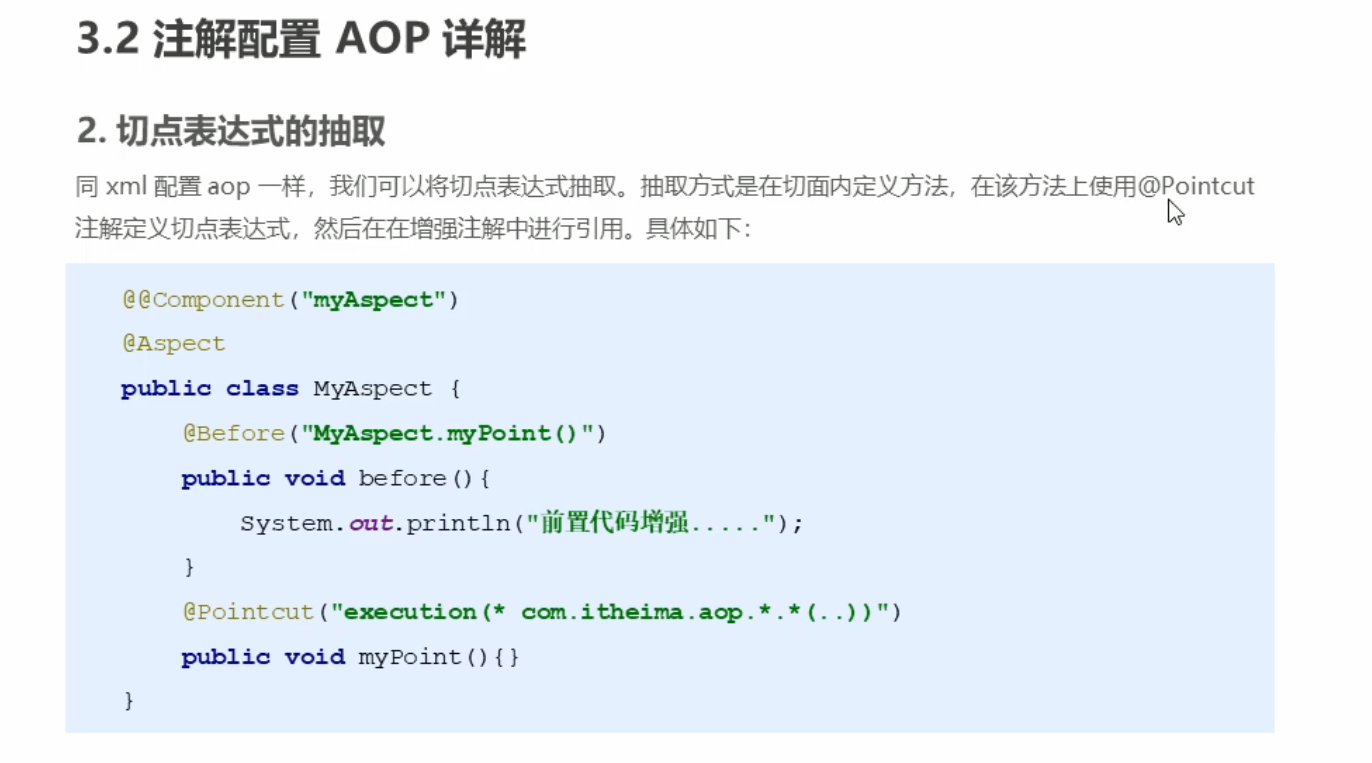 3.2 注解配置 AOP 详解
2. 切点表达式的抽取
同 xml 配置 aop 一样，我们可以将切点表达式抽取。抽取方式是在切面内定义方法，在该方法上使用@Pointcut
注解定义切点表达式，然后在在增强注解中进行引用。具体如下：
@@Component("myAspect")
@Aspect
public class MyAspect {
@Before("MyAspect.myPoint()")
public void before(){
System.out.println("前置代码增强.....");
}
@Pointcut("execution(* com.itheima.aop.*.*(..))")
public void myPoint(){}
}